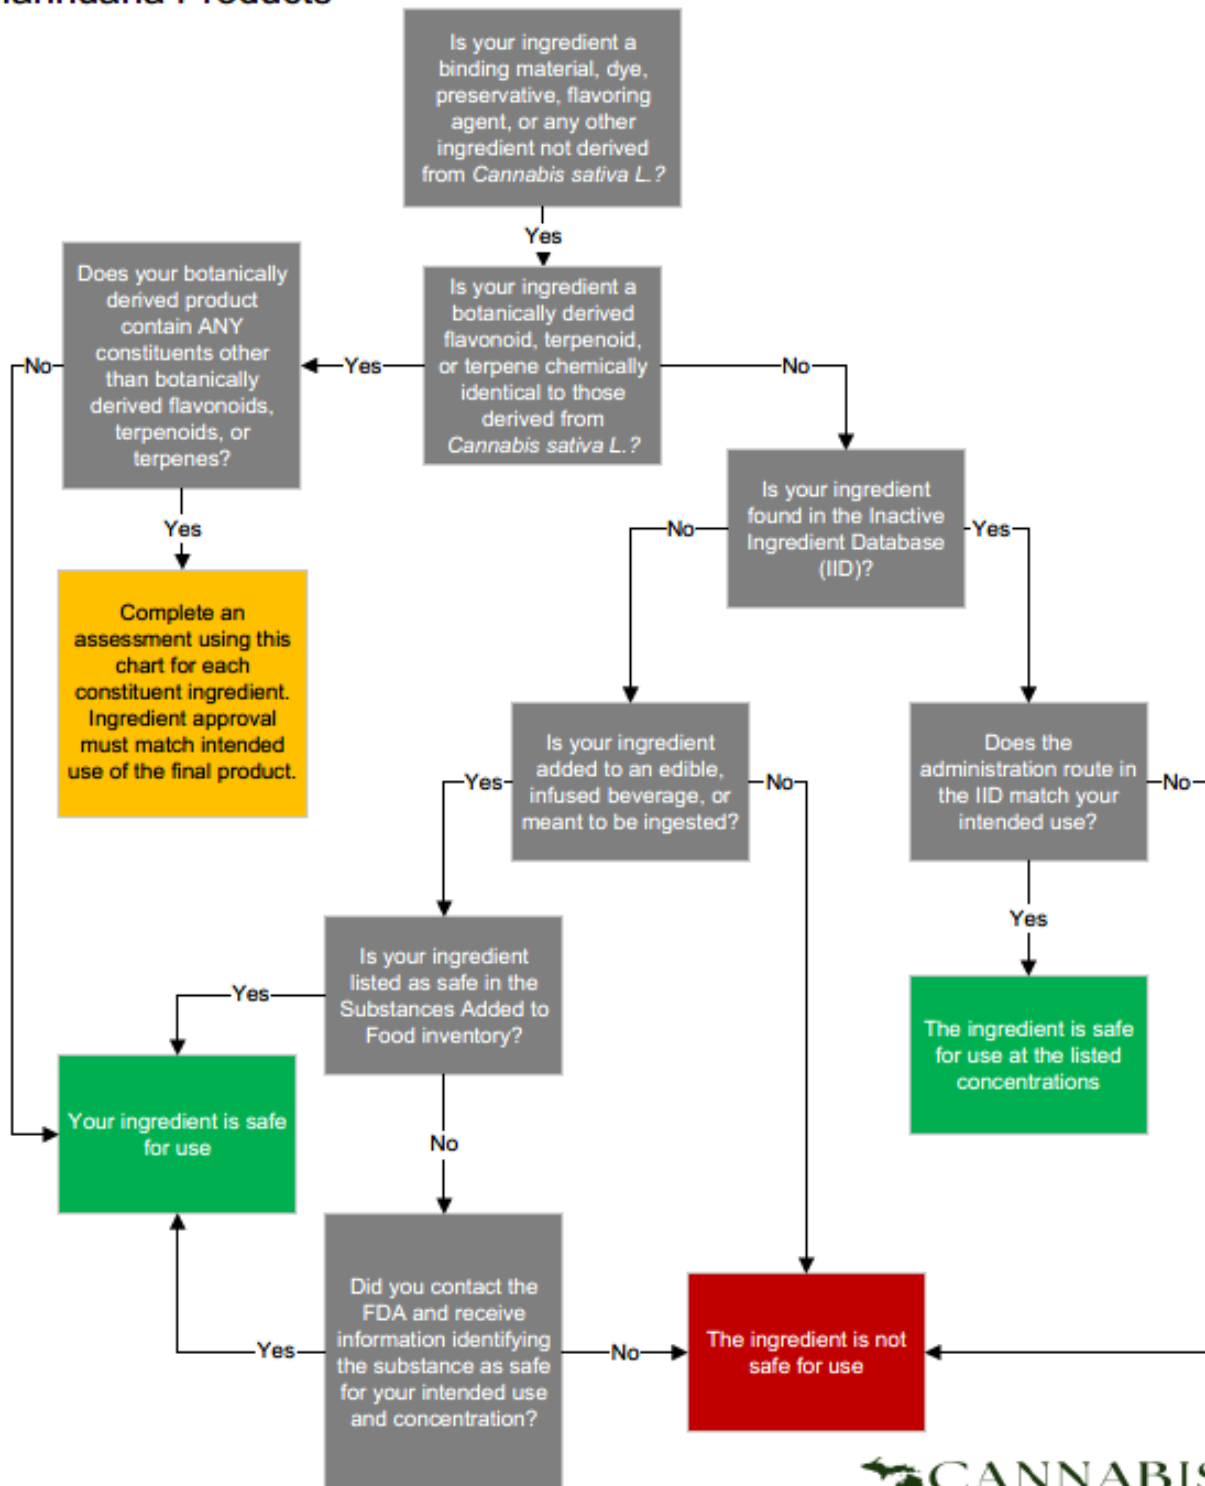 Products
Is your ingredient a
binding material, dye,
preservative, flavoring
agent, or any other
ingredient not derived
from Cannabis sativa L.?
Yes
Does your botanically
derived product
contain ANY
constituents other
than botanically
derived flavonoids,
terpenoids, or
terpenes?
Is your ingredient a
botanically derived
flavonoid, terpenoid,
or terpene chemically
identical to those
derived from
Cannabis sativa L.?
No
Yes
No
Yes
Is your ingredient
found in the Inactive
Ingredient Database
(IID)?
No
Yes
Complete an
assessment using this
chart for each
constituent ingredient.
Ingredient approval
must match intended
use of the final product.
Is your ingredient
added to an edible,
infused beverage, or
meant to be ingested?
Does the
administration route in
the IID match your
intended use?
Yes
No
No
Yes
Is your ingredient
listed as safe in the
Substances Added to
Food inventory?
Yes
The ingredient is safe
for use at the listed
concentrations
Your ingredient is safe
for use
No
Did you contact the
FDA and receive
information identifying
the substance as safe
for your intended use
and concentration?
Yes
No
The ingredient is not
safe for use
CANNABIS